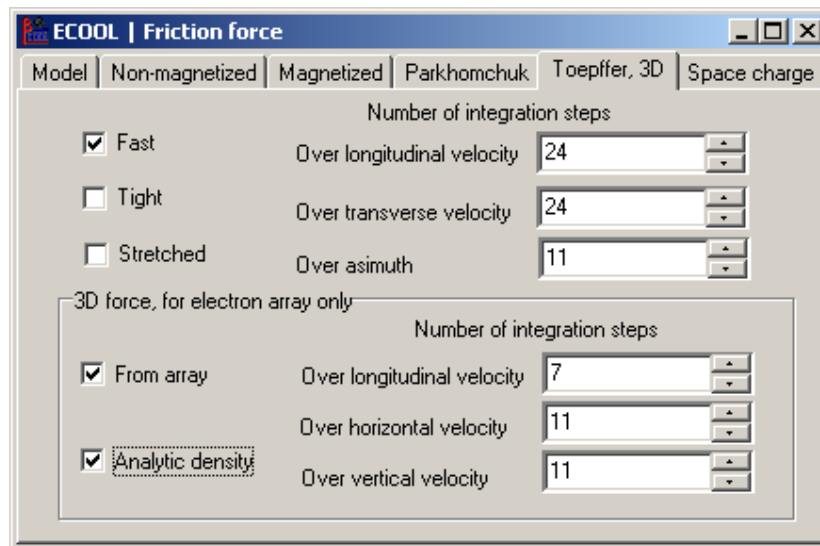 ECOOL | Friction force
Model Non-magnetized Magnetized Parkhomchuk Toepffer, 3D Space charge
Number of integration steps
Fast Over longitudinal velocity 24
Tight Over transverse velocity 24
Stretched Over asimuth 11
3D force, for electron array only
Number of integration steps
From array Over longitudinal velocity 7
Over horizontal velocity 11
Analytic density Over vertical velocity 11